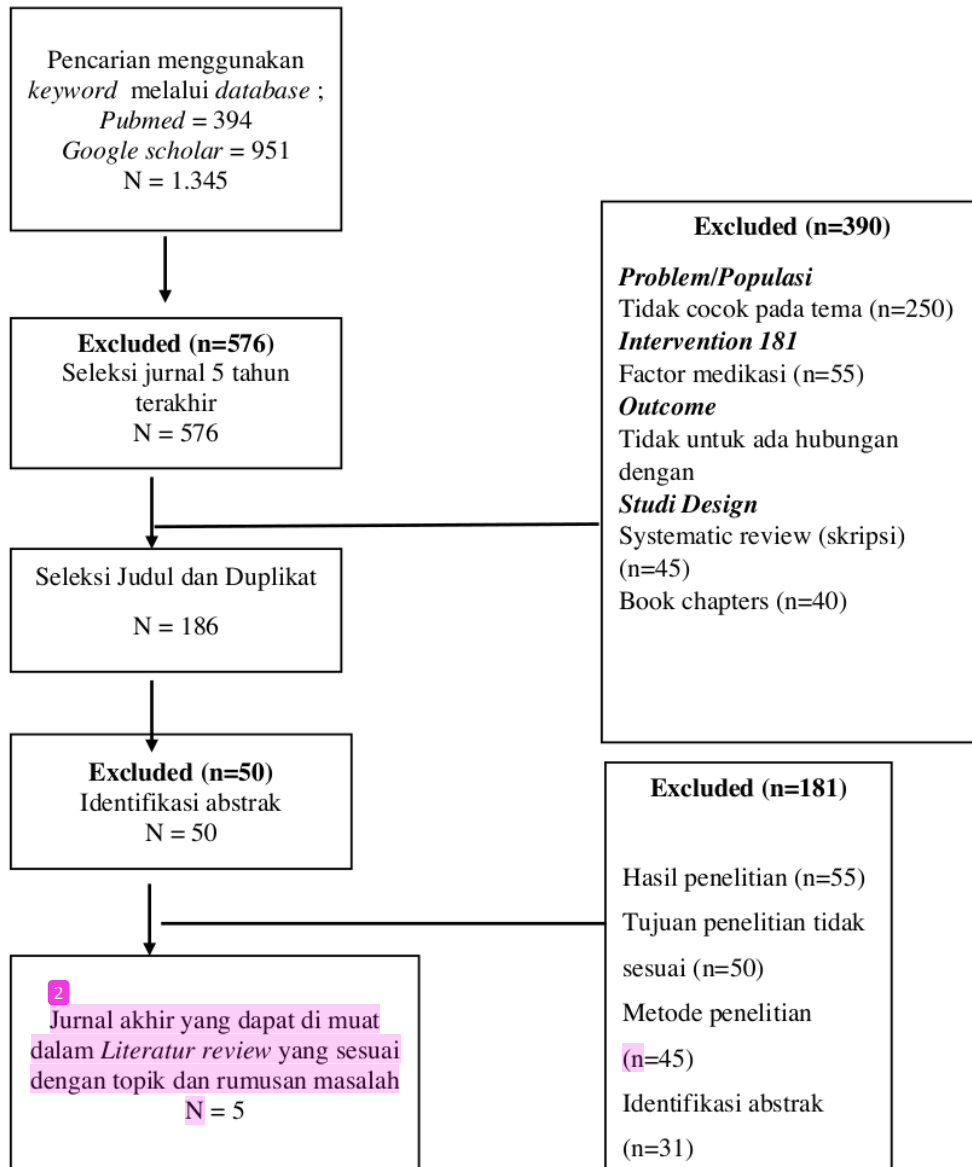 Pencarian menggunakan
keyword melalui database ;
Pubmed = 394
Google scholar = 951
N = 1.345
Excluded (n=576)
Seleksi jurnal 5 tahun
terakhir
N = 576
Excluded (n=390)
Problem/Populasi
Tidak cocok pada tema (n=250)
Intervention 181
Factor medikasi (n=55)
Outcome
Tidak untuk ada hubungan
dengan
Studi Design
Systematic review (skripsi)
(n=45)
Book chapters (n=40)
Seleksi Judul dan Duplikat
N = 186
Excluded (n=50)
Identifikasi abstrak
N = 50
Excluded (n=181)
Hasil penelitian (n=55)
Tujuan penelitian tidak
sesuai (n=50)
Metode penelitian
(n=45)
Identifikasi abstrak
(n=31)
2
Jurnal akhir yang dapat di muat
dalam Literatur review yang sesuai
dengan topik dan rumusan masalah
N = 5